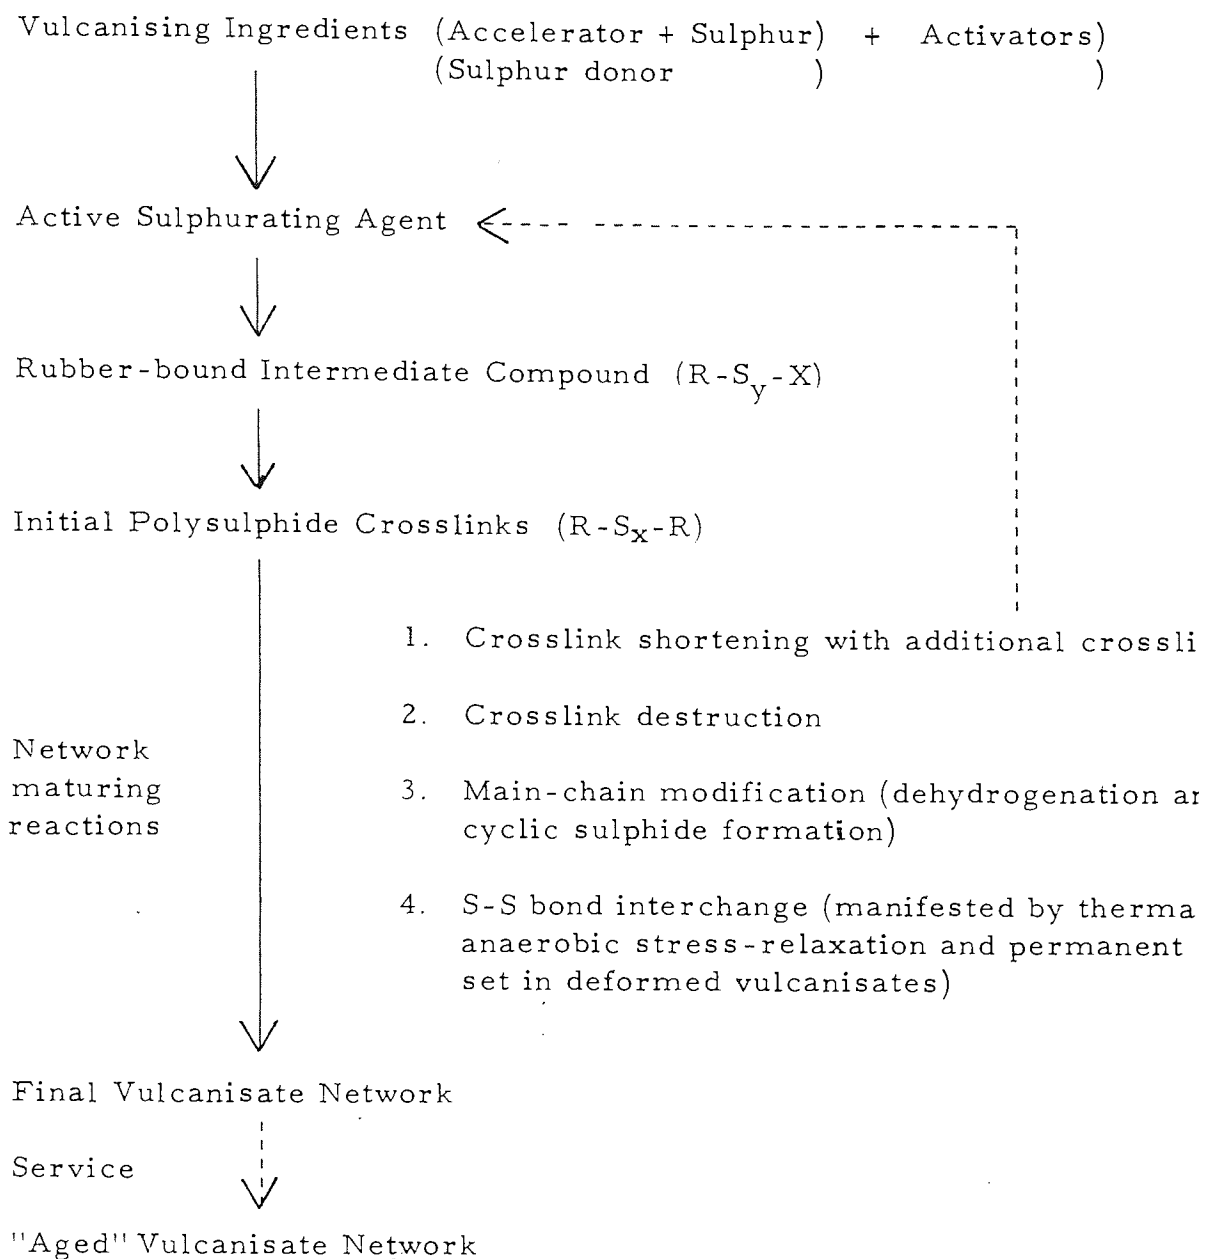 Vulcanising Ingredients (Accelerator + Sulphur) + Activators)
(Sulphur donor ) )
Active Sulphurating Agent
Rubber-bound Intermediate Compound (R-S_y-X)
Initial Polysulphide Crosslinks (R-S_x-R)
1. Crosslink shortening with additional crossli
2. Crosslink destruction
Network
maturing
reactions
3. Main-chain modification (dehydrogenation
cyclic sulphide formation)
4. S-S bond interchange (manifested by therma
anaerobic stress-relaxation and permanent
set in deformed vulcanisates)
Final Vulcanisate Network
Service
"Aged" Vulcanisate Network